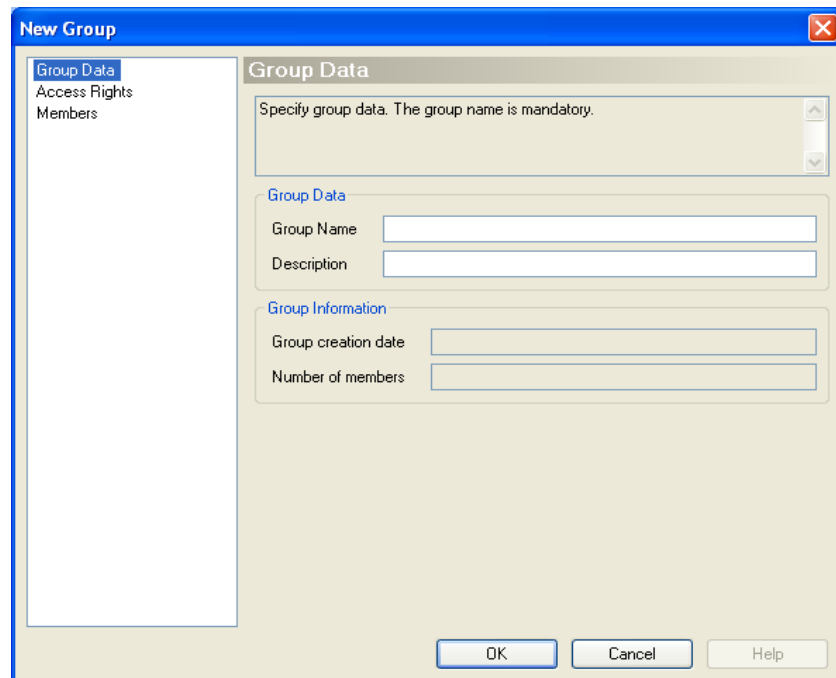 New Group
Group Data
Access Rights
Members
Group Data
Specify group data. The group name is mandatory.
Group Data
Group Name
Description
Group Information
Group creation date
Number of members
OK
Cancel
Help